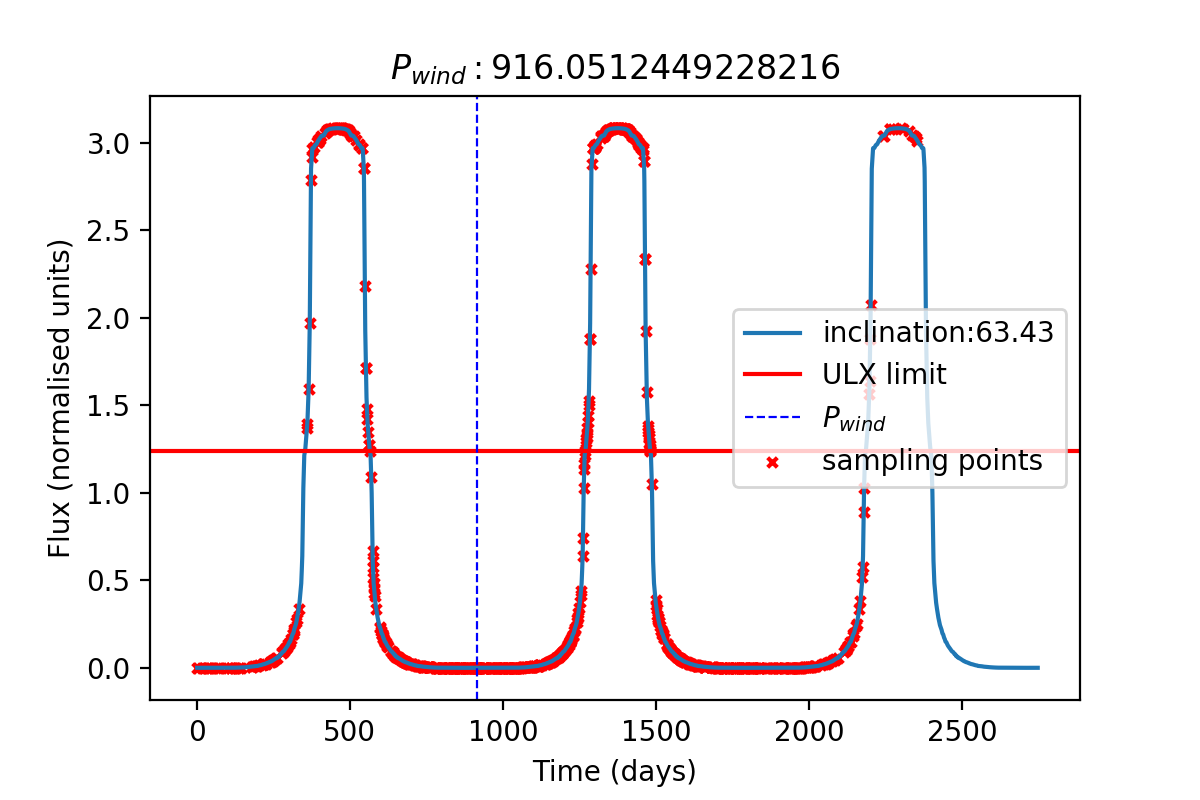 P_wind : 916.0512449228216
Flux (normalised units)
3.0
2.5
2.0
1.5
1.0
0.5
0.0
inclination:63.43
ULX limit
P_wind
sampling points
0 500 1000 1500 2000 2500
Time (days)